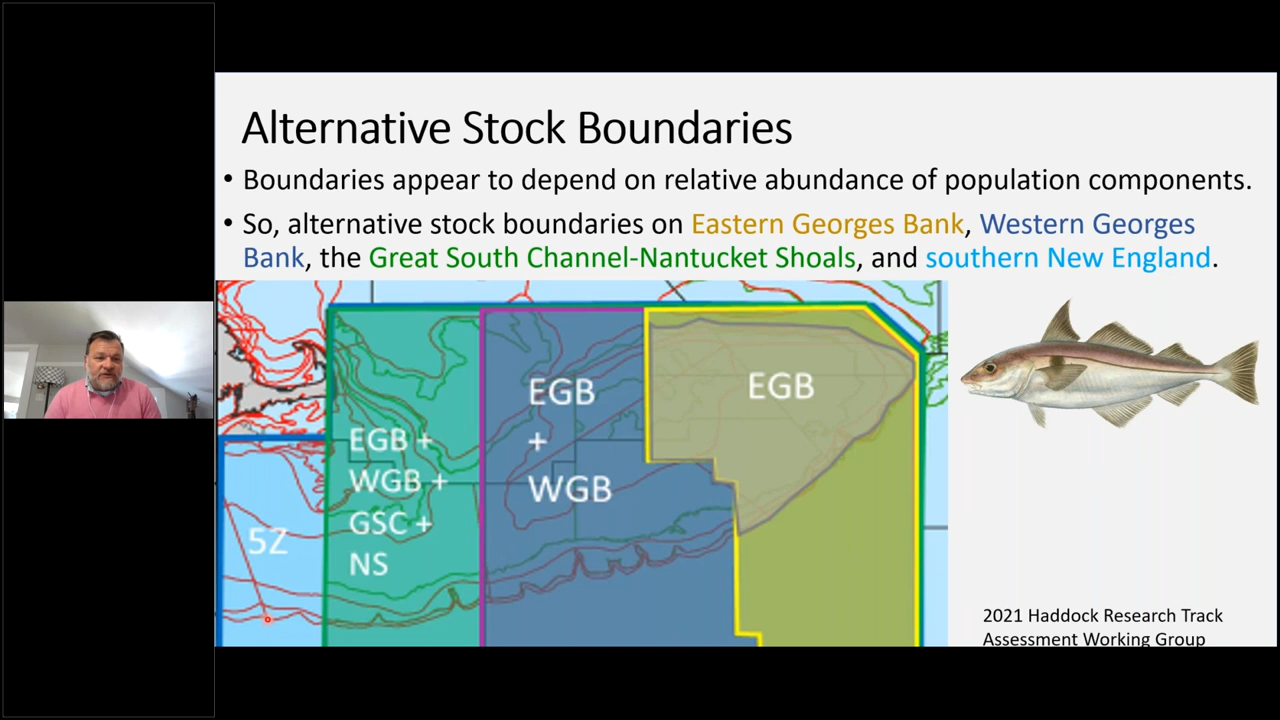 Alternative Stock Boundaries
• Boundaries appear to depend on relative abundance of population components.
• So, alternative stock boundaries on Eastern Georges Bank, Western Georges
Bank, the Great South Channel-Nantucket Shoals, and southern New England.
EGB
EGB
+
WGB
EGB +
WGB +
GSC +
NS
5Z
2021 Haddock Research Track
Assessment Working Group